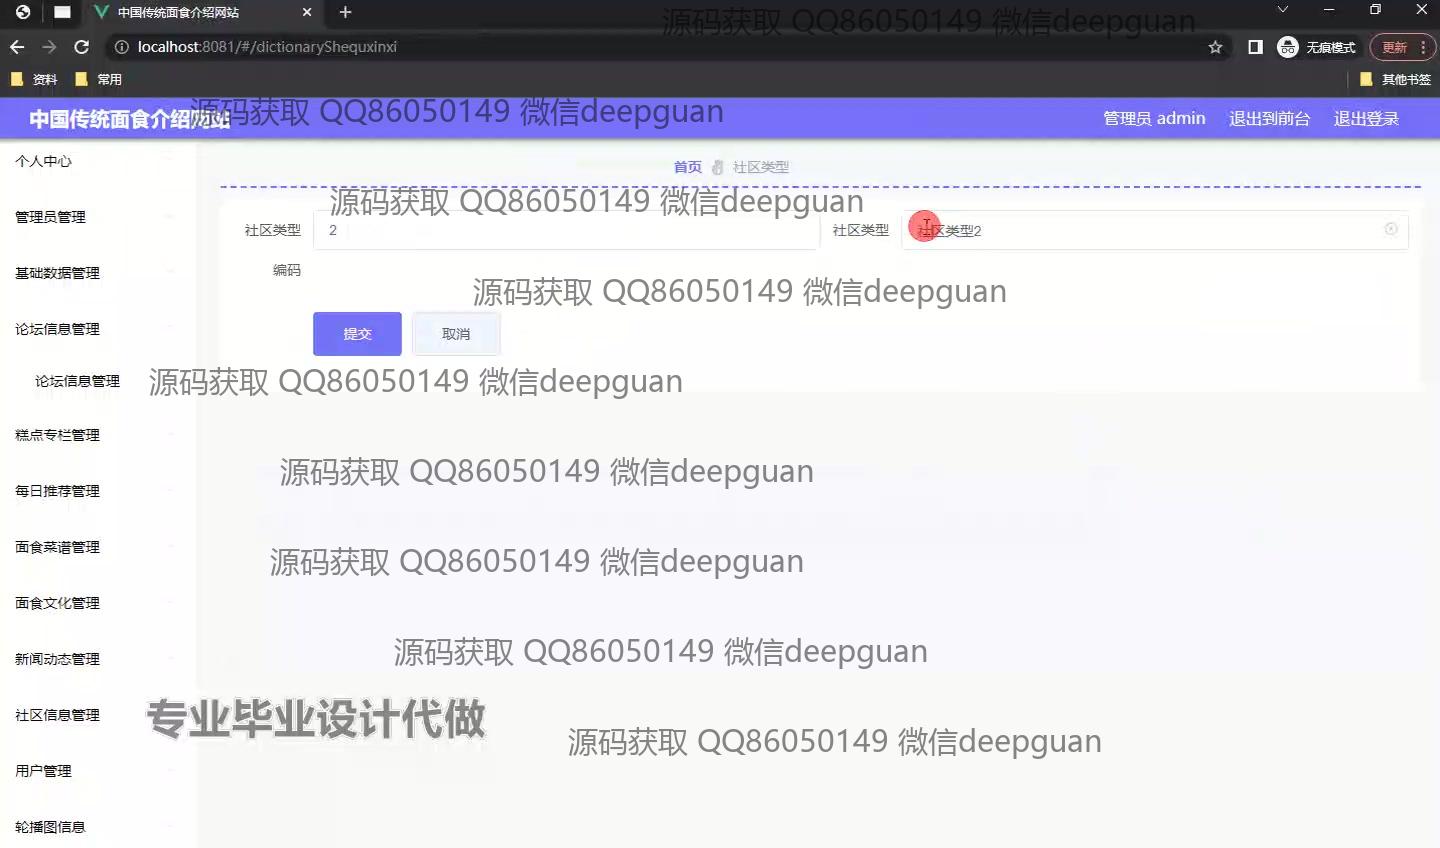 中国传统面食介绍网站
源码获取 QQ86050149 微信deepguan
localhost:8081/#/dictionaryShequxinxi
无痕模式
更新
资料
常用
其他书签
中国传统面食介绍网站
源码获取 QQ86050149 微信deepguan
管理员 admin
退出到前台
退出登录
个人中心
首页
社区类型
源码获取 QQ86050149 微信deepguan
管理员管理
社区类型
2
社区类型
社区类型2
编码
基础数据管理
源码获取 QQ86050149 微信deepguan
论坛信息管理
提交
取消
论坛信息管理
源码获取 QQ86050149 微信deepguan
糕点专栏管理
源码获取 QQ86050149 微信deepguan
每日推荐管理
面食菜谱管理
源码获取 QQ86050149 微信deepguan
面食文化管理
新闻动态管理
源码获取 QQ86050149 微信deepguan
社区信息管理
专业毕业设计代做
源码获取 QQ86050149 微信deepguan
用户管理
轮播图信息